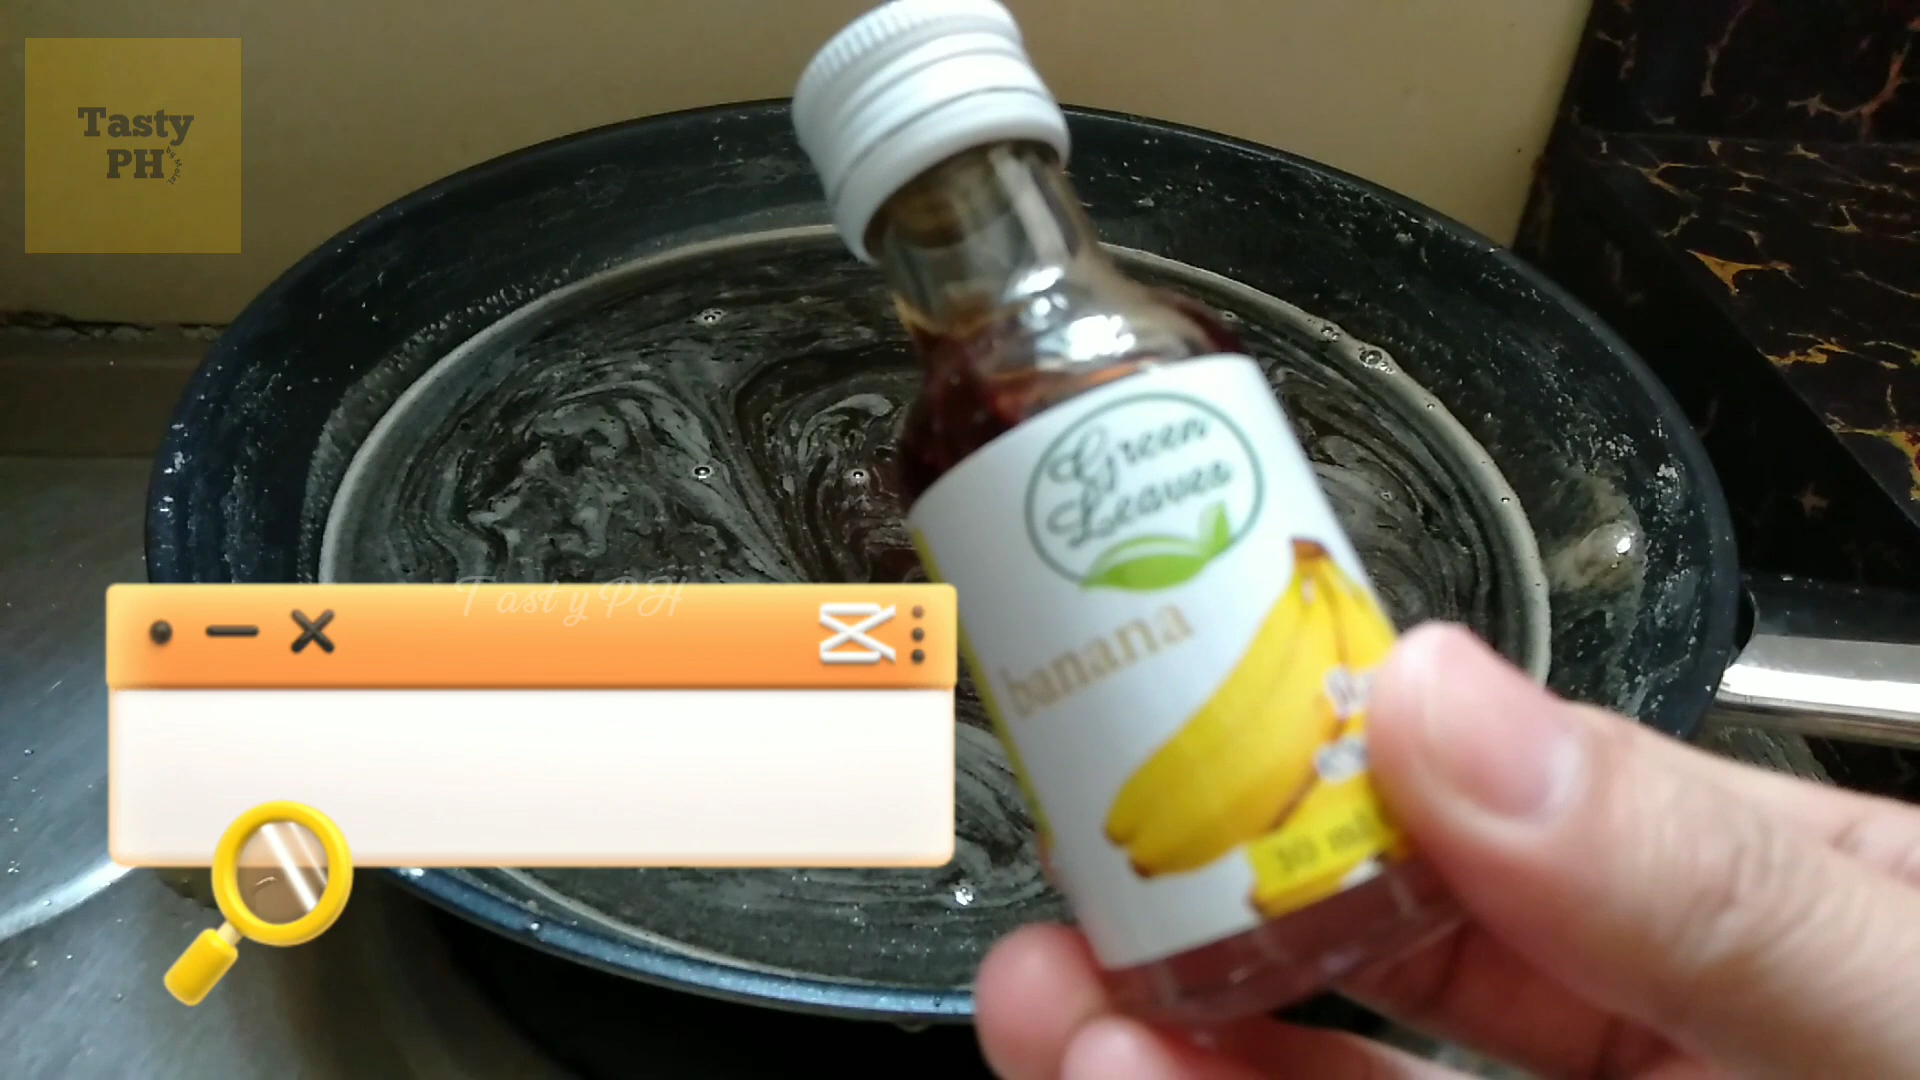 Tasty
PH
Tasty PH
Green
Leaves
banana
30 ml